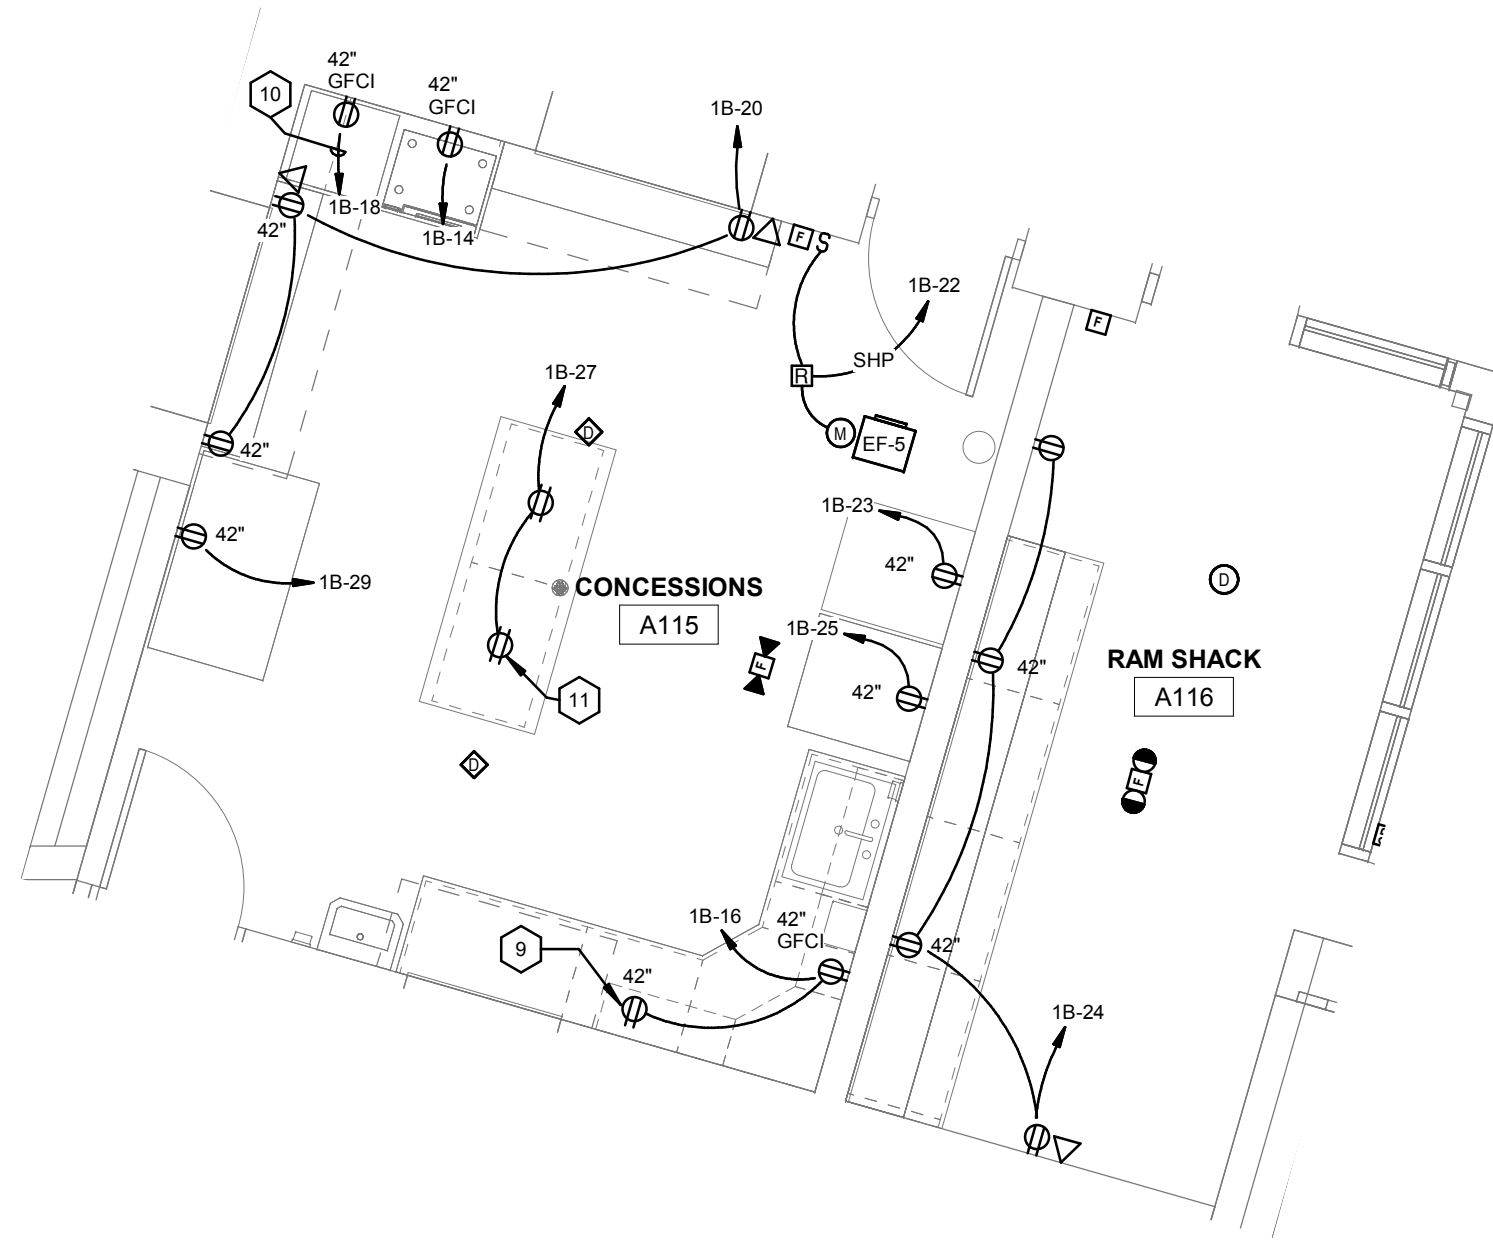 42"
GFCI
42"
GFCI
10
1B-20
1B-18
42"
1B-14
F
S
1B-22
F
SHP
R
1B-27
D
M
EF-5
42"
42"
1B-23
42"
1B-29
CONCESSIONS
A115
D
1B-25
F
42"
42"
RAM SHACK
A116
11
D
F
1B-16
42"
GFCI
42"
9
42"
1B-24